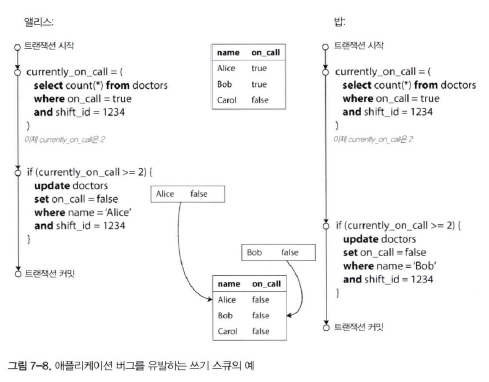 앨리스:
트랜잭션 시작
currently_on_call = (
select count(*) from doctors
where on_call = true
and shift_id = 1234
)
이제 currently_on_call은 2
if (currently_on_call >= 2) {
update doctors
set on_call = false
where name = 'Alice'
and shift_id = 1234
}
트랜잭션 커밋
name on_call
Alice true
Bob true
Carol false
Alice false
Bob false
name on_call
Alice false
Bob false
Carol false
밥:
트랜잭션 시작
currently_on_call = (
select count(*) from doctors
where on_call = true
and shift_id = 1234
)
이제 currently_on_call은 2
if (currently_on_call >= 2) {
update doctors
set on_call = false
where name = 'Bob'
and shift_id = 1234
}
트랜잭션 커밋
그림 7-8. 애플리케이션 버그를 유발하는 쓰기 스큐의 예